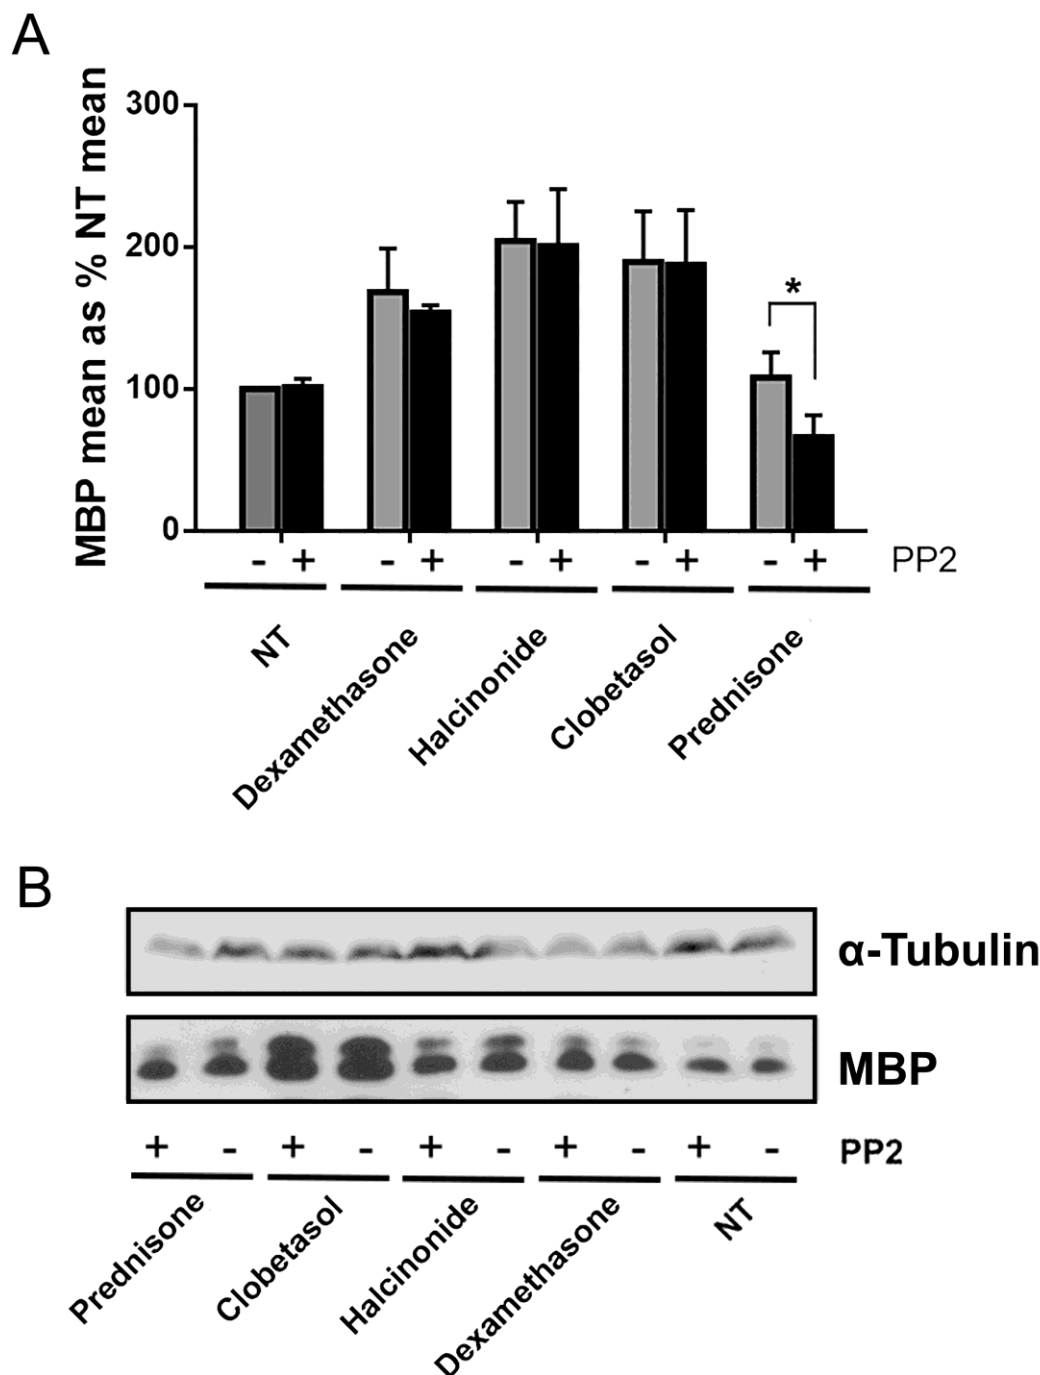 A
MBP mean as % NT mean
300
200
100
0
*
- + - + - + - + - + PP2
NT
Dexamethasone
Halcinonide
Clobetasol
Prednisone
B
α-Tubulin
MBP
+ - + - + - + - + - PP2
Prednisone
Clobetasol
Halcinonide
Dexamethasone
NT